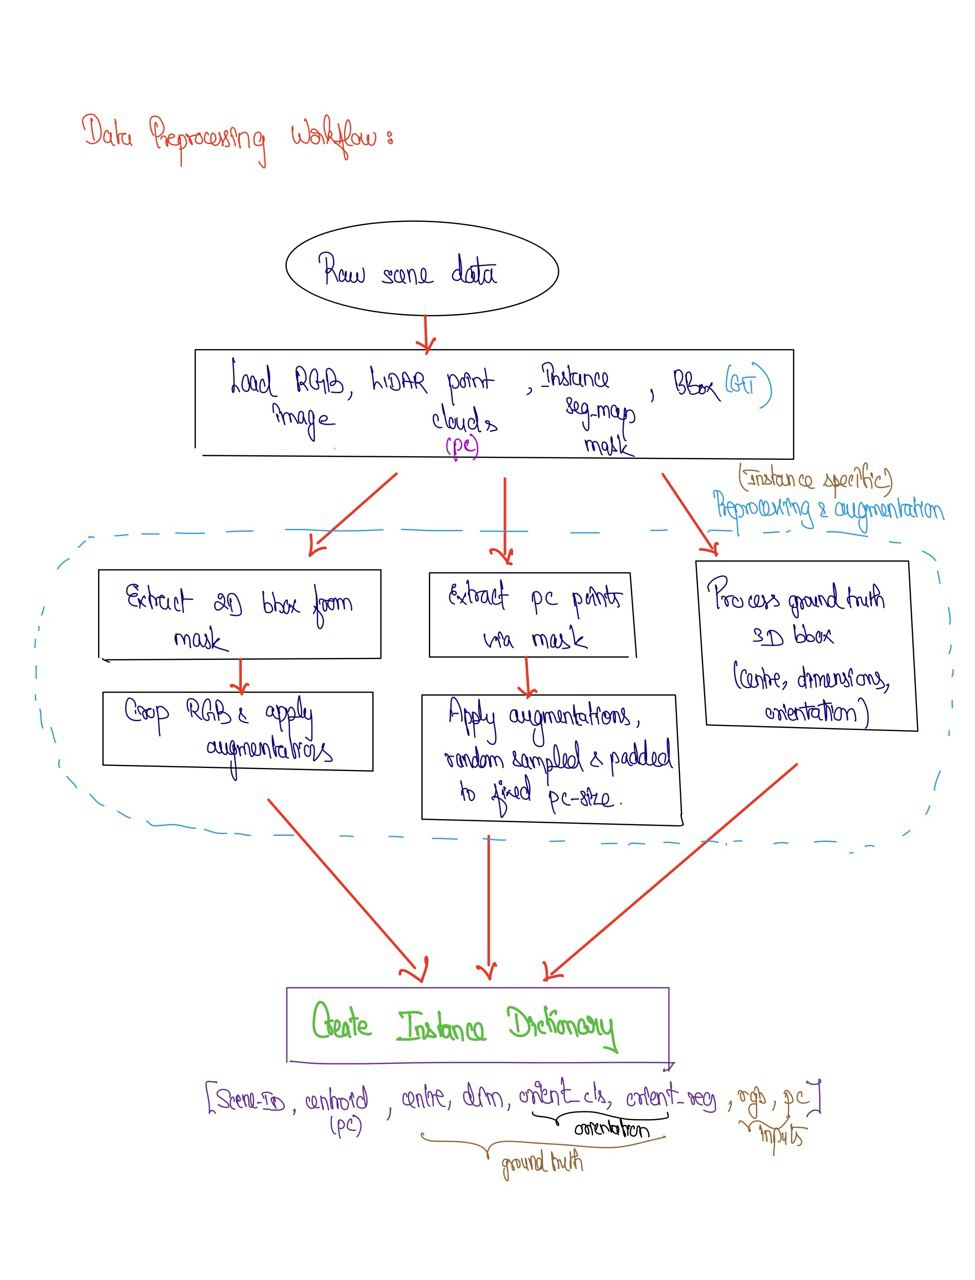 Data Preprocessing Workflow:
Raw scene data
Load RGB image, LiDAR point clouds (pc), Instance seg-map mask, BBox (GT)
(Instance specific)
Preprocessing & augmentation
Extract 2D bbox from
mask
Crop RGB & apply
augmentations
Extract pc points
via mask
Apply augmentations,
random sampled & padded
to fixed pc-size.
Process ground truth
3D bbox
(centre, dimensions,
orientation)
Create Instance Dictionary
[Scene-ID, centroid (pc), centre, dim, orient_cls, orient_reg, rgb, pc]
orientation
inputs
ground truth